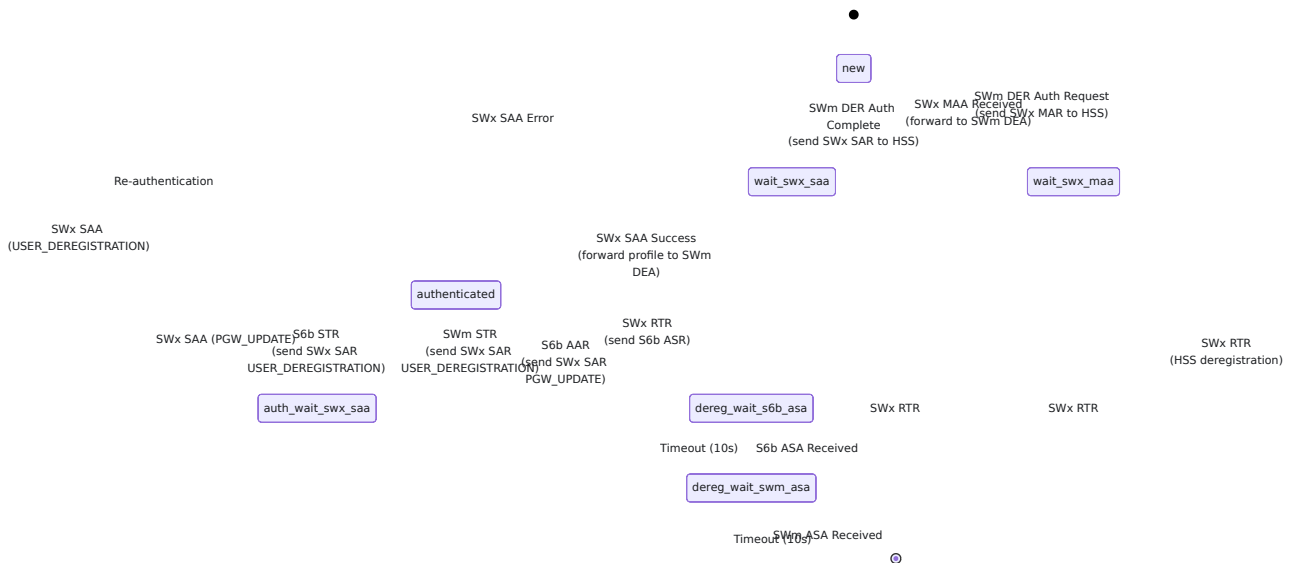 new
SWm DER Auth Request
(send SWx MAR to HSS)
SWx MAA Received
(forward to SWm DEA)
SWm DER Auth
Complete
(send SWx SAR to HSS)
SWx SAA Error
Re-authentication
wait_swx_saa
wait_swx_maa
SWx SAA
(USER_DEREGISTRATION)
SWx SAA Success
(forward profile to SWm
DEA)
authenticated
SWx SAA (PGW_UPDATE)
S6b STR
(send SWx SAR
USER_DEREGISTRATION)
SWm STR
(send SWx SAR
USER_DEREGISTRATION)
S6b AAR
(send SWx SAR
PGW_UPDATE)
SWx RTR
(send S6b ASR)
SWx RTR
(HSS deregistration)
auth_wait_swx_saa
dereg_wait_s6b_asa
SWx RTR
SWx RTR
Timeout (10s)
S6b ASA Received
dereg_wait_swm_asa
Timeout (10s)
SWm ASA Received